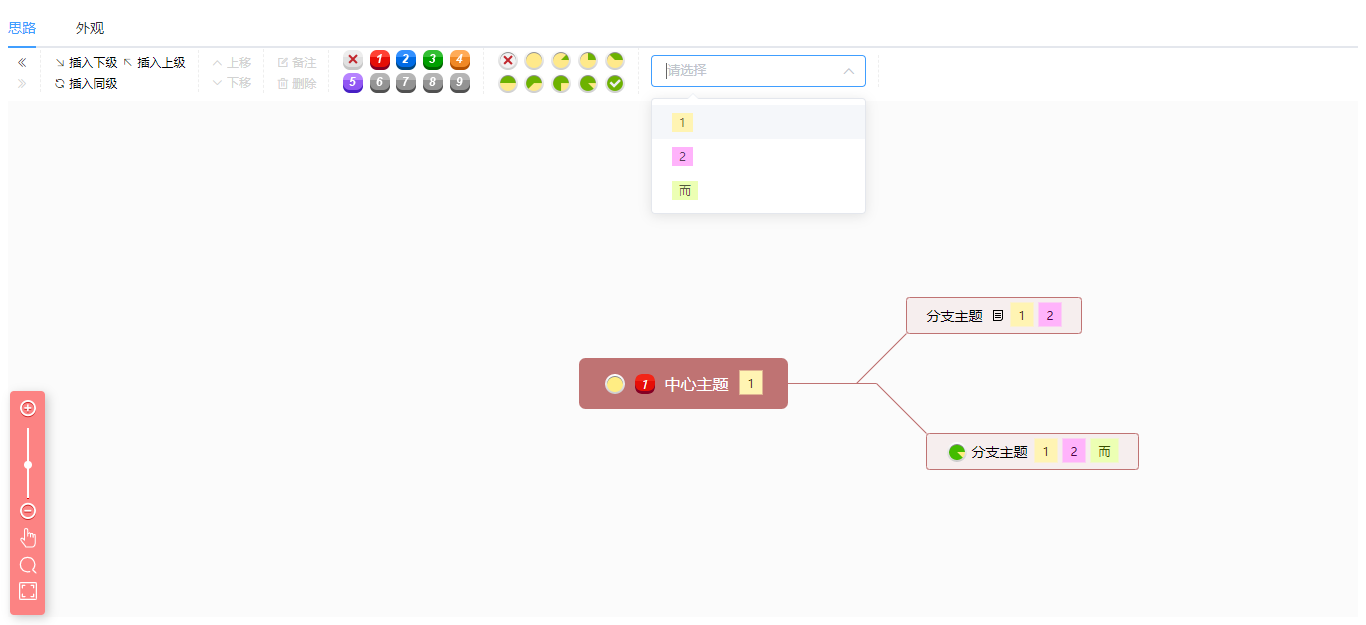 思路 外观
插入下级 插入上级 上移 备注 1 2 3 4
插入同级 下移 删除 5 6 7 8 9
请选择
1
2
而
分支主题 1 2
1 中心主题 1
分支主题 1 2 而